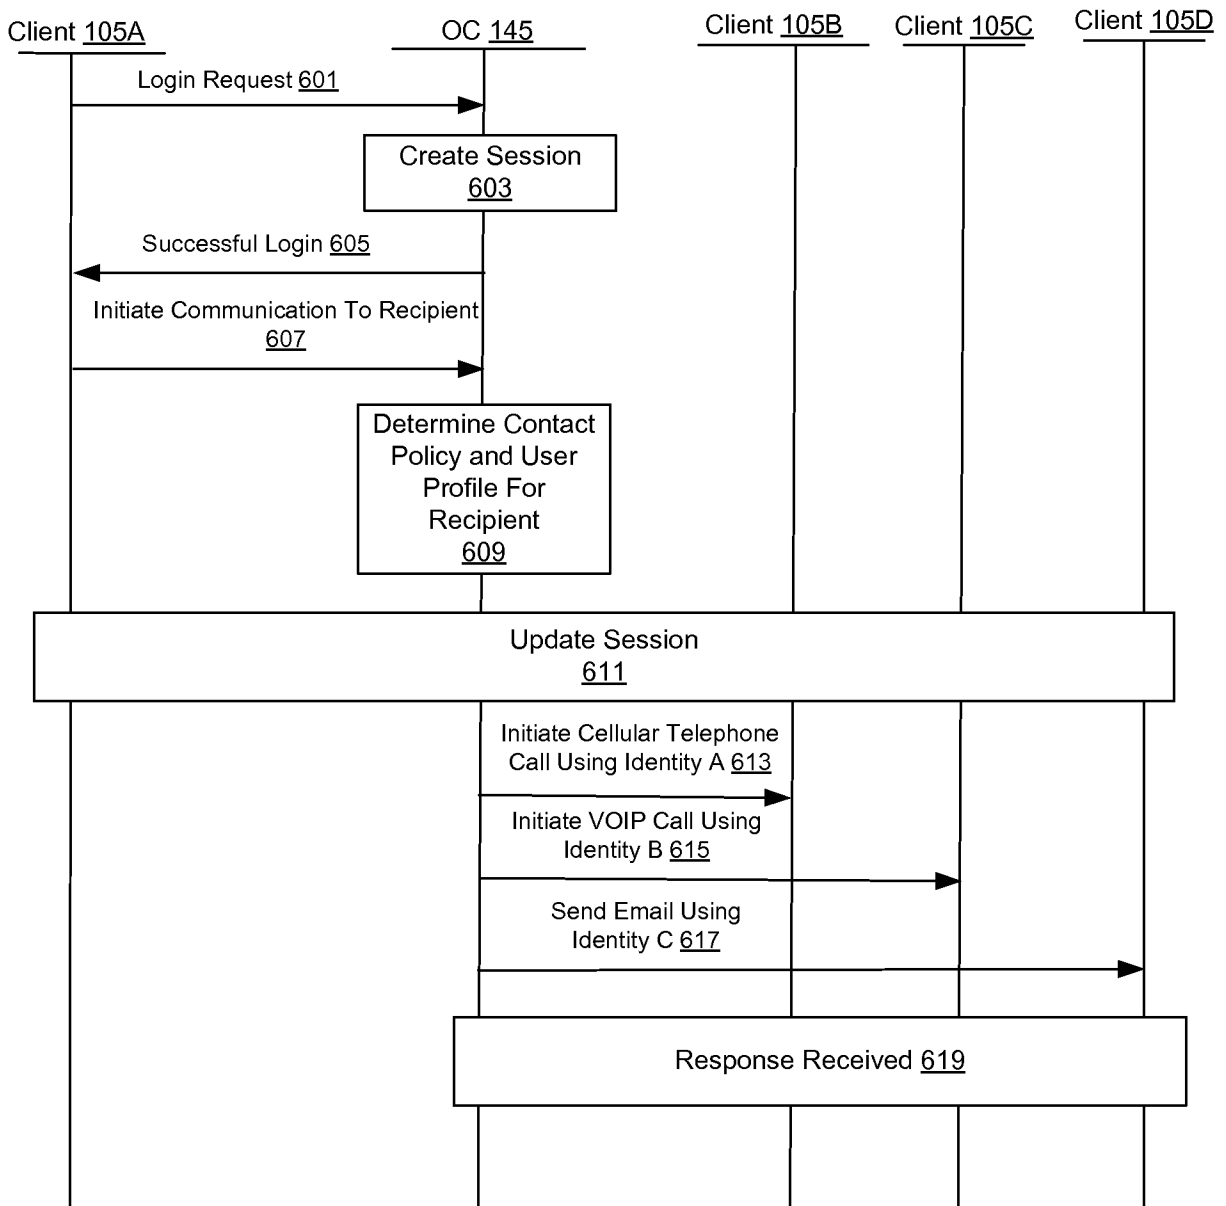 Client 105A
OC 145
Client 105B
Client 105C
Client 105D
Login Request 601
Create Session
603
Successful Login 605
Initiate Communication To Recipient
607
Determine Contact
Policy and User
Profile For
Recipient
609
Update Session
611
Initiate Cellular Telephone
Call Using Identity A 613
Initiate VOIP Call Using
Identity B 615
Send Email Using
Identity C 617
Response Received 619